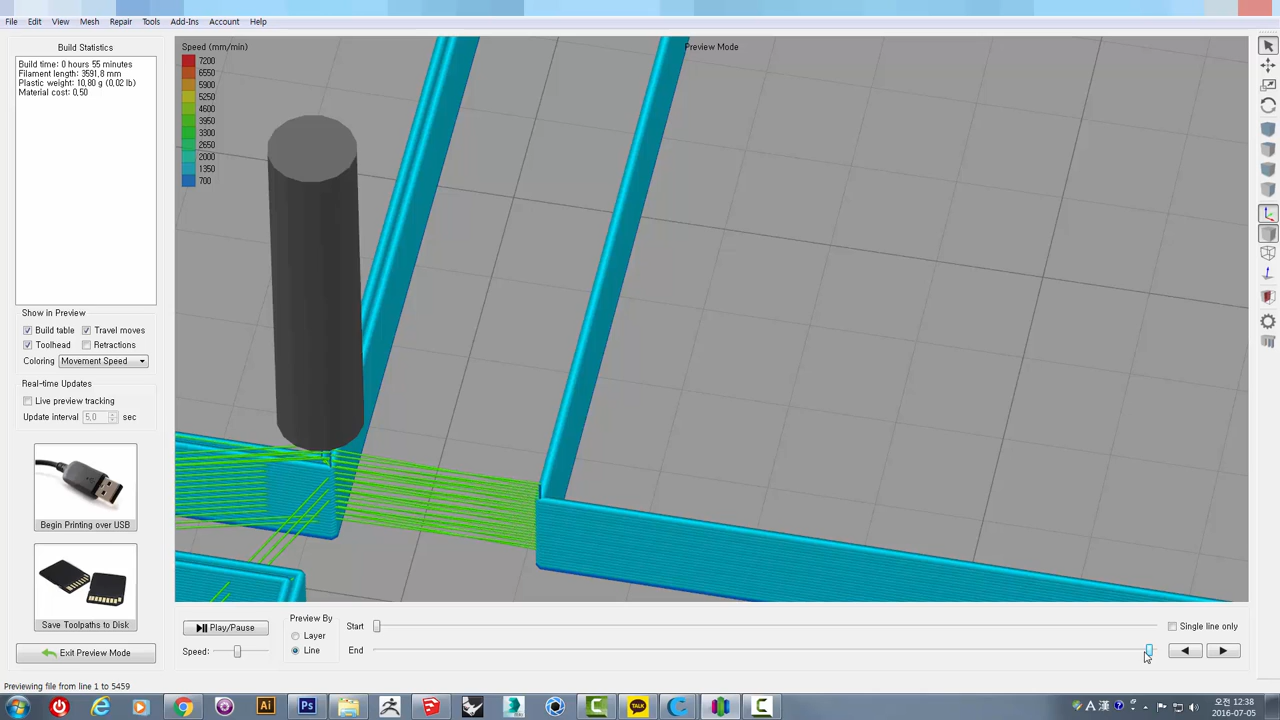 File Edit View Mesh Repair Tools Add-Ins Account Help
Build Statistics
Build time: 0 hours 55 minutes
Filament length: 3591,8 mm
Plastic weight: 10,80 g (0,02 lb)
Material cost: 0,50
Speed (mm/min)
7200
6550
5900
5250
4600
3950
3300
2650
2000
1350
700
Preview Mode
Show in Preview
Build table Travel moves
Toolhead Retractions
Coloring Movement Speed
Real-time Updates
Live preview tracking
Update interval 5,0 sec
Begin Printing over USB
Save Toolpaths to Disk
Exit Preview Mode
Play/Pause
Speed:
Preview By
Layer
Line
Start
End
Single line only
Previewing file from line 1 to 5459
Ai
Ps
TALK
A 漢
오전 12:38
2016-07-05